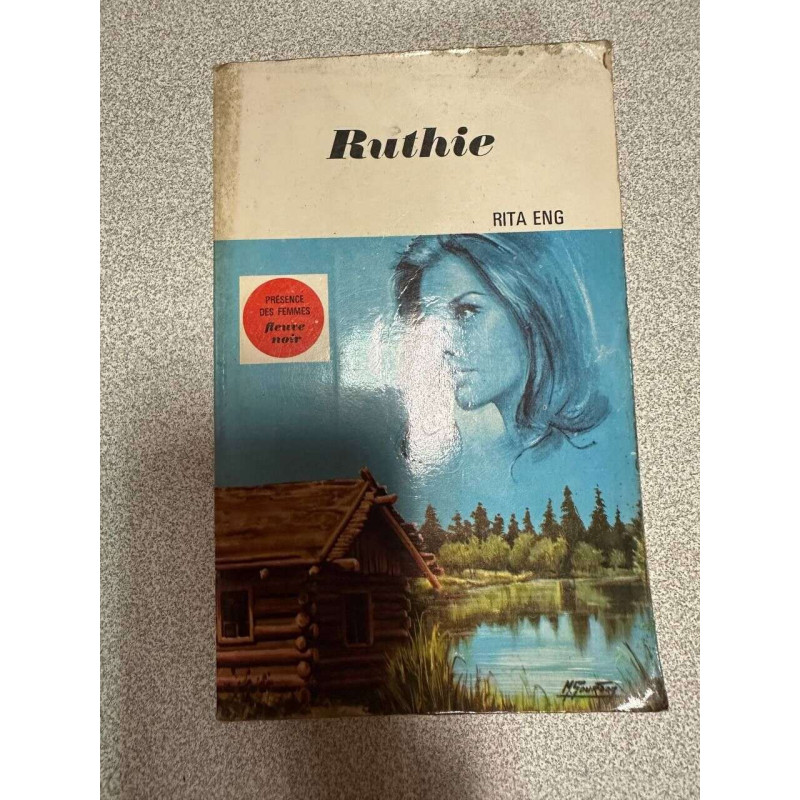 Ruthie
RITA ENG
PRÉSENCE
DES FEMMES
fleuve
noir